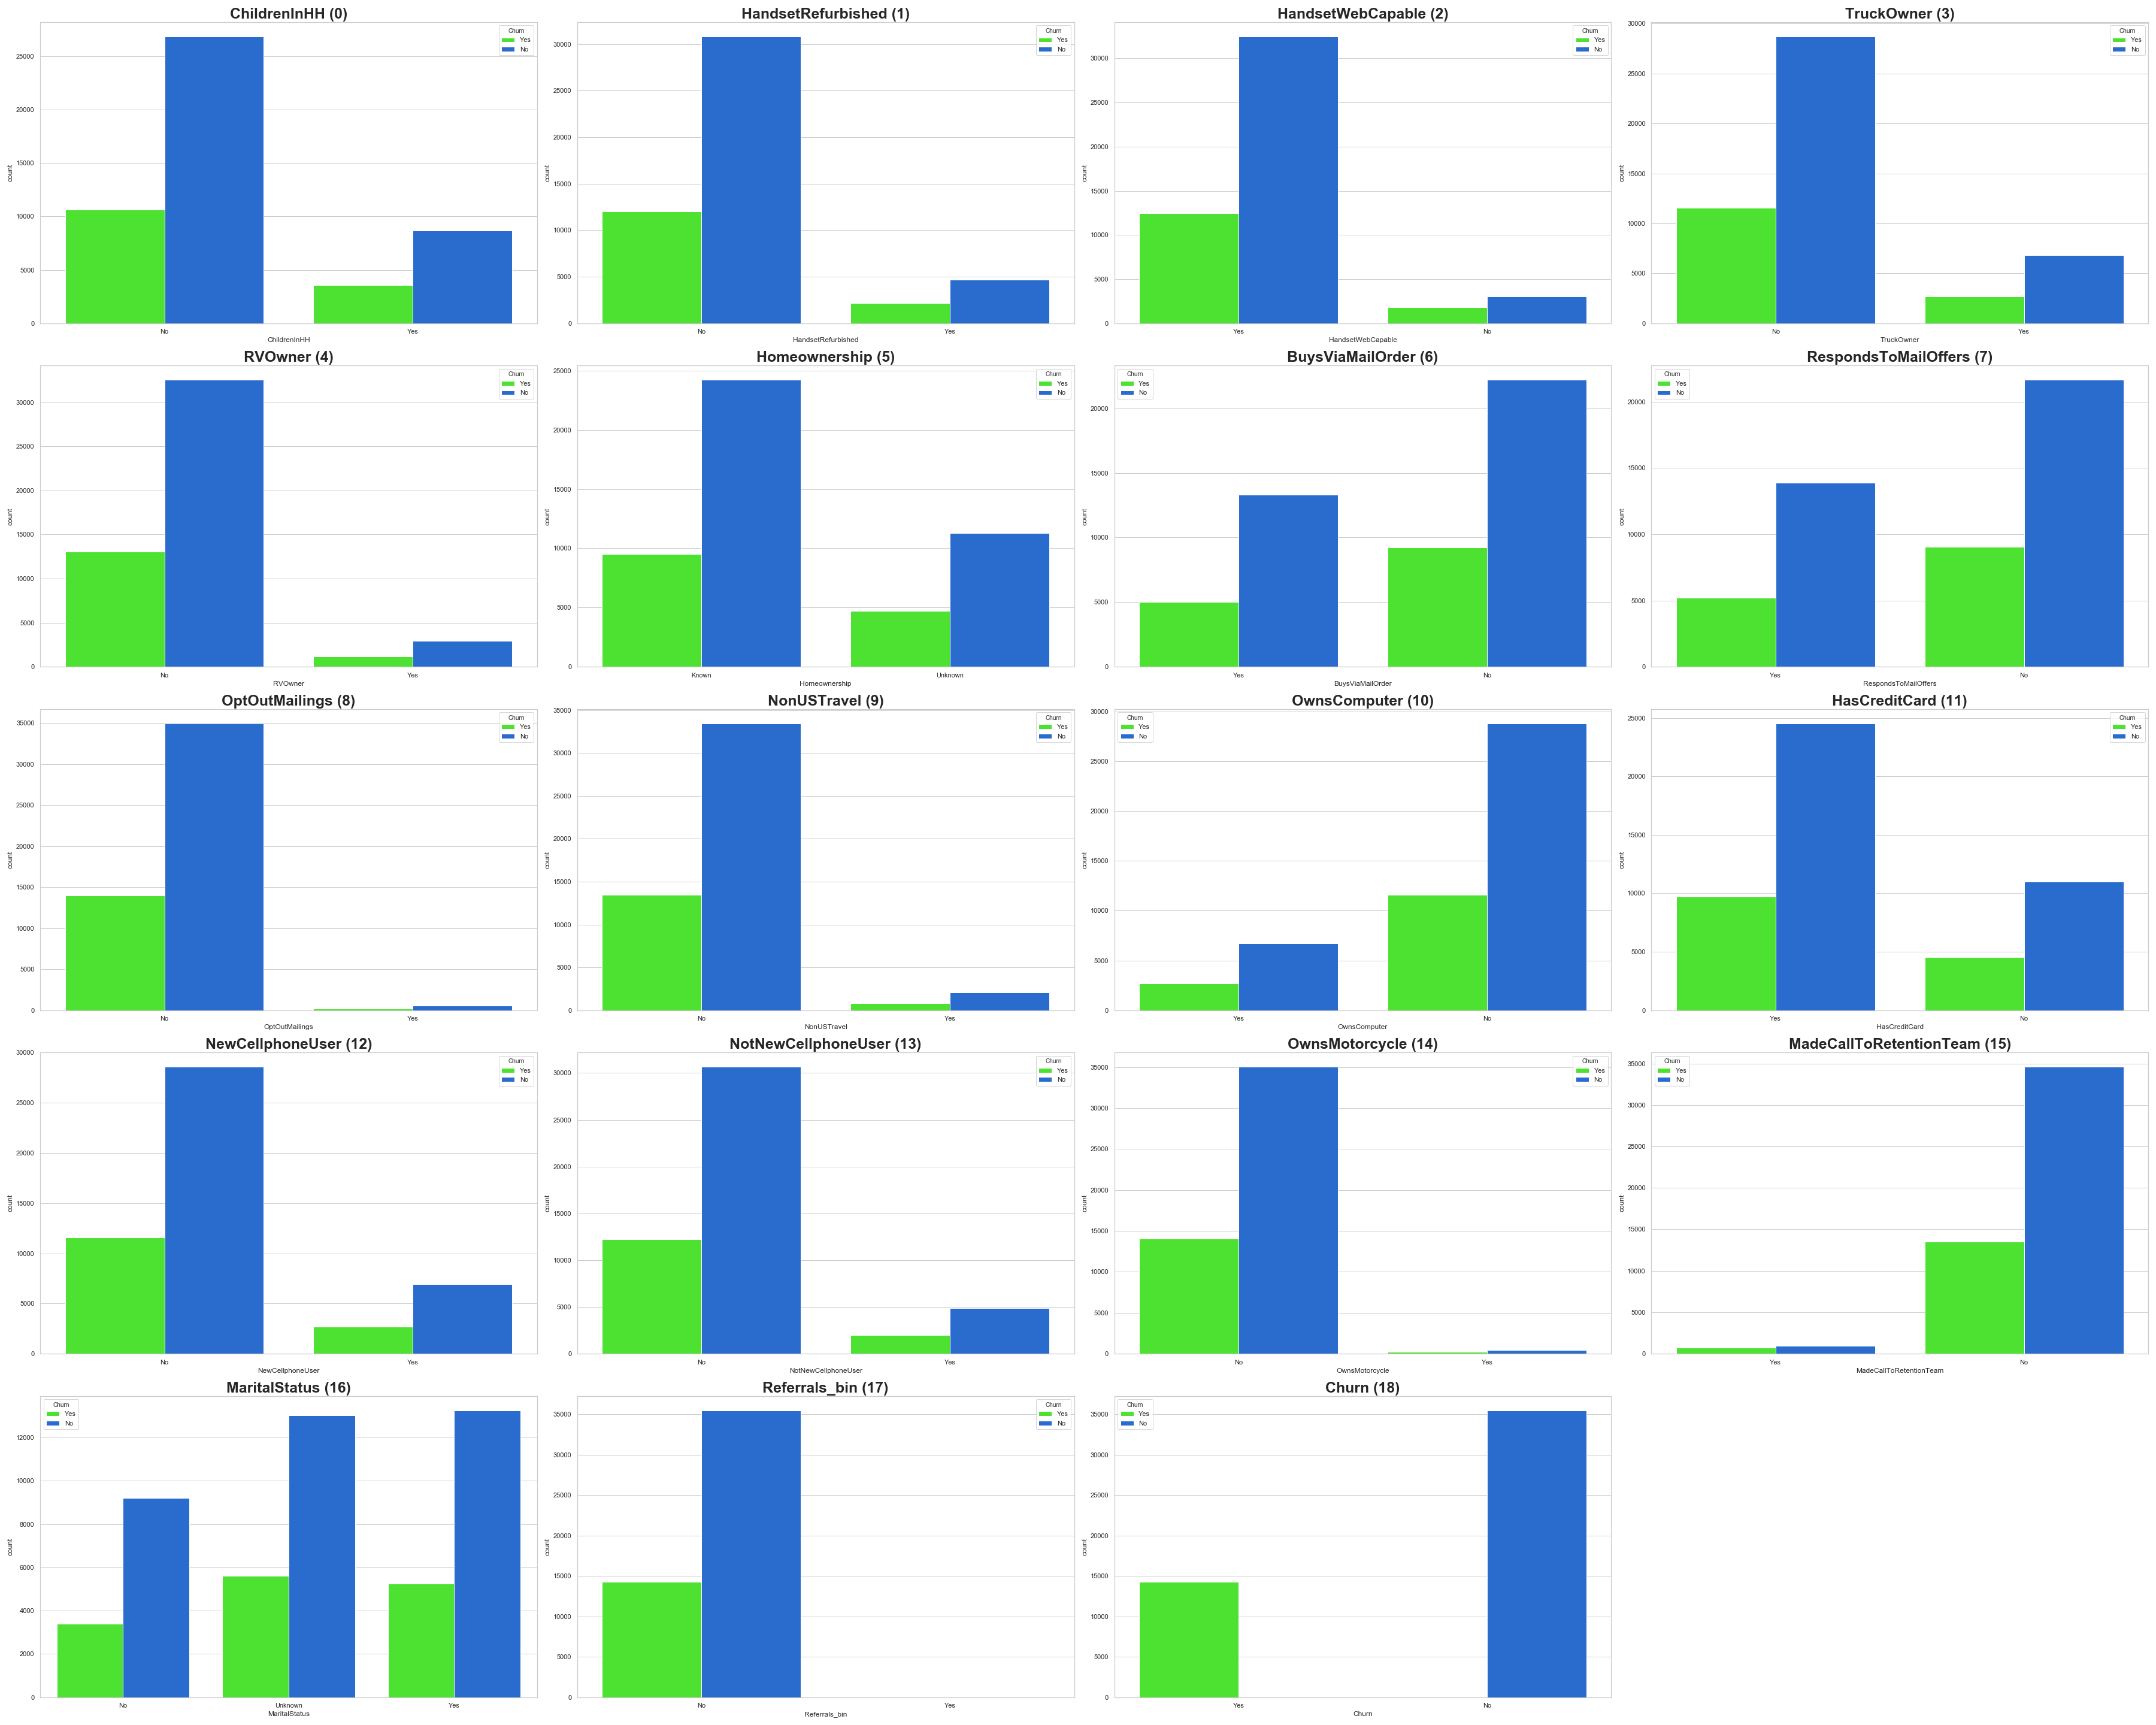 ChildrenInHH (0)
count
25000
20000
15000
10000
5000
0
Churn
Yes
No
No Yes
ChildrenInHH
HandsetRefurbished (1)
count
30000
25000
20000
15000
10000
5000
0
Churn
Yes
No
No Yes
HandsetRefurbished
HandsetWebCapable (2)
count
30000
25000
20000
15000
10000
5000
0
Churn
Yes
No
Yes No
HandsetWebCapable
TruckOwner (3)
count
30000
25000
20000
15000
10000
5000
0
Churn
Yes
No
No Yes
TruckOwner
RVOwner (4)
count
30000
25000
20000
15000
10000
5000
0
Churn
Yes
No
No Yes
RVOwner
Homeownership (5)
count
25000
20000
15000
10000
5000
0
Churn
Yes
No
Known Unknown
Homeownership
BuysViaMailOrder (6)
count
20000
15000
10000
5000
0
Churn
Yes
No
Yes No
BuysViaMailOrder
RespondsToMailOffers (7)
count
20000
15000
10000
5000
0
Churn
Yes
No
Yes No
RespondsToMailOffers
OptOutMailings (8)
count
35000
30000
25000
20000
15000
10000
5000
0
Churn
Yes
No
No Yes
OptOutMailings
NonUSTravel (9)
count
35000
30000
25000
20000
15000
10000
5000
0
Churn
Yes
No
No Yes
NonUSTravel
OwnsComputer (10)
count
30000
25000
20000
15000
10000
5000
0
Churn
Yes
No
Yes No
OwnsComputer
HasCreditCard (11)
count
25000
20000
15000
10000
5000
0
Churn
Yes
No
Yes No
HasCreditCard
NewCellphoneUser (12)
count
30000
25000
20000
15000
10000
5000
0
Churn
Yes
No
No Yes
NewCellphoneUser
NotNewCellphoneUser (13)
count
30000
25000
20000
15000
10000
5000
0
Churn
Yes
No
No Yes
NotNewCellphoneUser
OwnsMotorcycle (14)
count
35000
30000
25000
20000
15000
10000
5000
0
Churn
Yes
No
No Yes
OwnsMotorcycle
MadeCallToRetentionTeam (15)
count
35000
30000
25000
20000
15000
10000
5000
0
Churn
Yes
No
Yes No
MadeCallToRetentionTeam
MaritalStatus (16)
count
12000
10000
8000
6000
4000
2000
0
Churn
Yes
No
No Unknown Yes
MaritalStatus
Referrals_bin (17)
count
35000
30000
25000
20000
15000
10000
5000
0
Churn
Yes
No
No Yes
Referrals_bin
Churn (18)
count
35000
30000
25000
20000
15000
10000
5000
0
Churn
Yes
No
Yes No
Churn